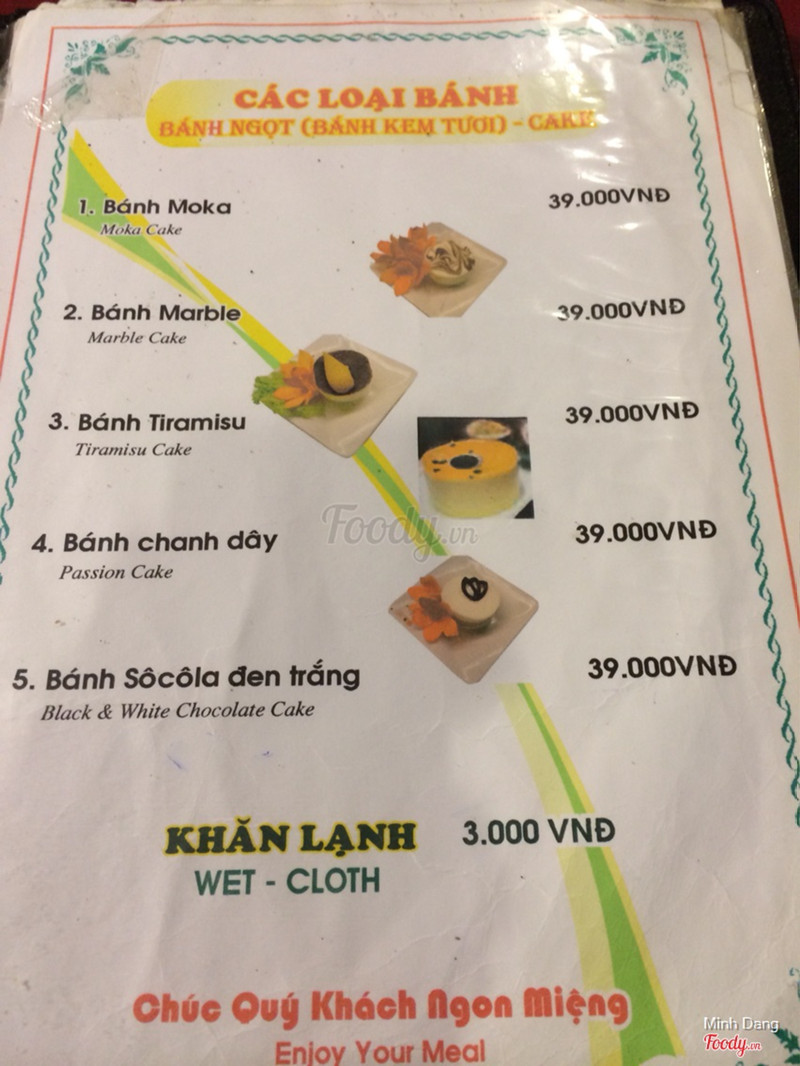 CÁC LOẠI BÁNH
BÁNH NGỌT (BÁNH KEM TƯƠI) - CAKE
1. Bánh Moka 39.000VNĐ
Moka Cake
2. Bánh Marble 39.000VNĐ
Marble Cake
3. Bánh Tiramisu 39.000VNĐ
Tiramisu Cake
Foody.vn
4. Bánh chanh dây 39.000VNĐ
Passion Cake
5. Bánh Sôcôla đen trắng 39.000VNĐ
Black & White Chocolate Cake
KHĂN LẠNH 3.000 VNĐ
WET - CLOTH
Chúc Quý Khách Ngon Miệng
Enjoy Your Meal
Minh Dang
Foody.vn